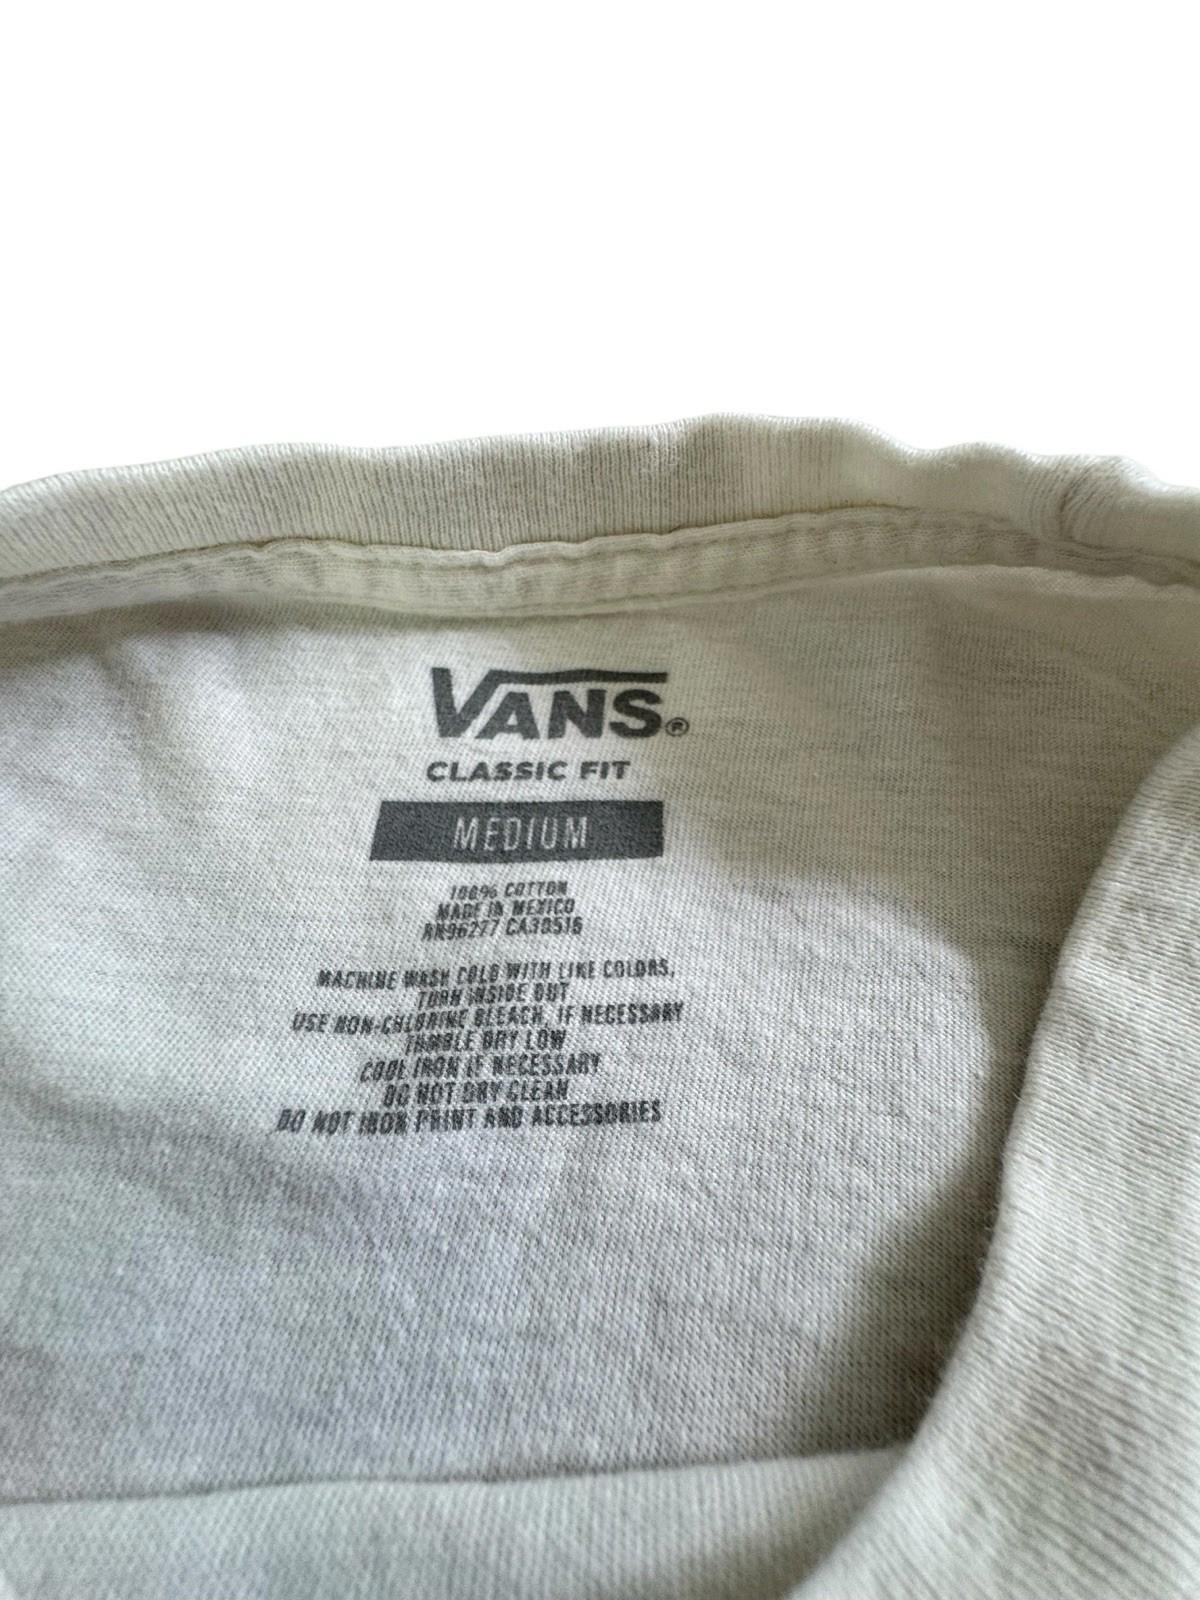 VANS®
CLASSIC FIT
MEDIUM
100% COTTON
MADE IN MEXICO
RN96277 CA30516
MACHINE WASH COLD WITH LIKE COLORS,
TURN INSIDE OUT
USE NON-CHLORINE BLEACH, IF NECESSARY
TUMBLE DRY LOW
COOL IRON IF NECESSARY
DO NOT DRY CLEAN
DO NOT IRON PRINT AND ACCESSORIES